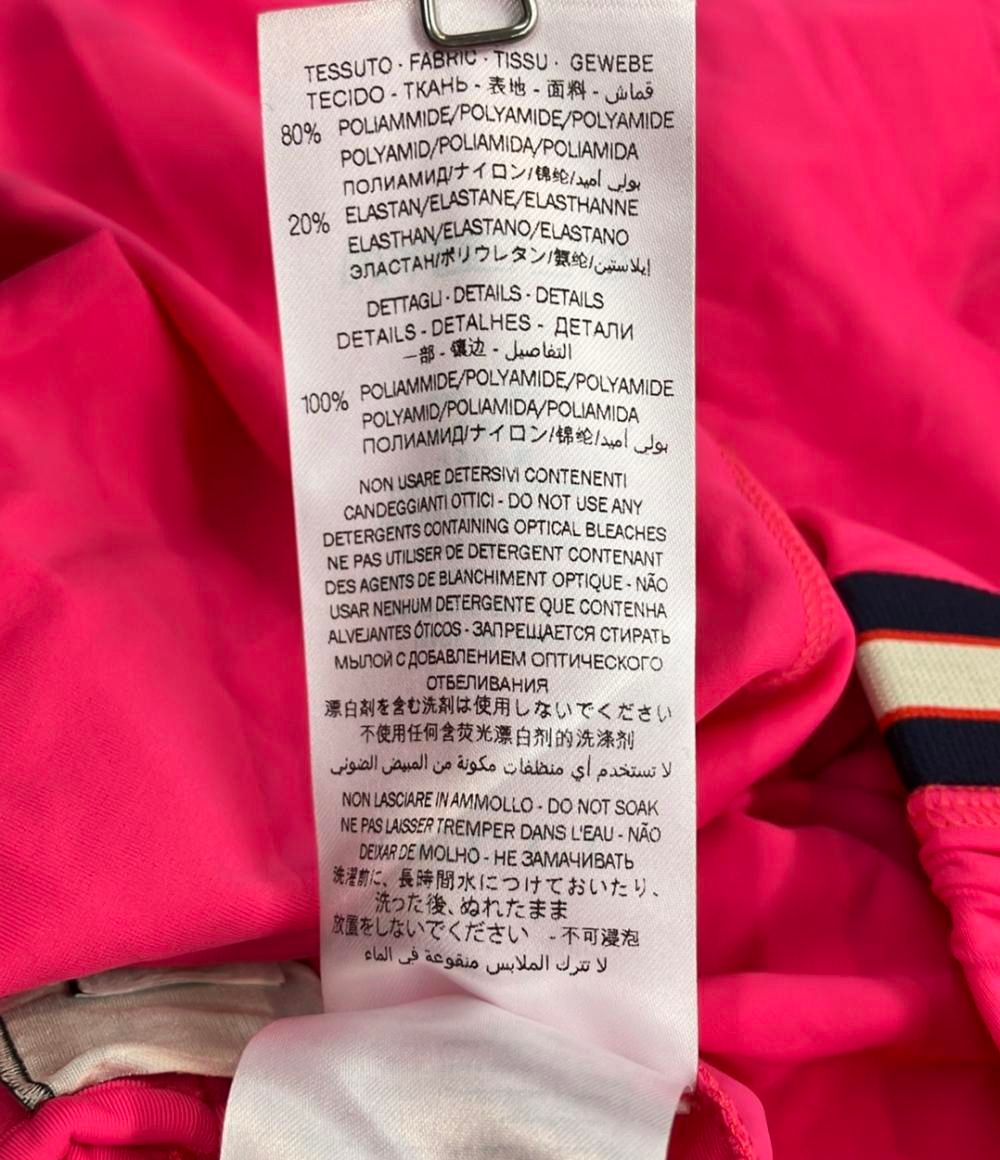 TESSUTO · FABRIC · TISSU · GEWEBE
TECIDO - ТКАНЬ - 表地 - 面料 - قماش
80% POLIAMMIDE/POLYAMIDE/POLYAMIDE
POLYAMID/POLIAMIDA/POLIAMIDA
ПОЛИАМИД/ナイロン/锦纶/بولي أميد
20% ELASTAN/ELASTANE/ELASTHANNE
ELASTHAN/ELASTANO/ELASTANO
ЭЛАСТАН/ポリウレタン/氨纶/إيلاستين
DETTAGLI · DETAILS - DETAILS
DETAILS - DETALHES - ДЕТАЛИ
一部 - 镶边 - التفاصيل
100% POLIAMMIDE/POLYAMIDE/POLYAMIDE
POLYAMID/POLIAMIDA/POLIAMIDA
ПОЛИАМИД/ナイロン/锦纶/بولي أميد
NON USARE DETERSIVI CONTENENTI
CANDEGGIANTI OTTICI - DO NOT USE ANY
DETERGENTS CONTAINING OPTICAL BLEACHES
NE PAS UTILISER DE DETERGENT CONTENANT
DES AGENTS DE BLANCHIMENT OPTIQUE - NÃO
USAR NENHUM DETERGENTE QUE CONTENHA
ALVEJANTES ÓTICOS - ЗАПРЕЩАЕТСЯ СТИРАТЬ
МЫЛОЙ С ДОБАВЛЕНИЕМ ОПТИЧЕСКОГО
ОТБЕЛИВАНИЯ
漂白剤を含む洗剤は使用しないでください
不使用任何含荧光漂白剂的洗涤剂
لا تستخدم أي منظفات مكونة من المبيض الضوئي
NON LASCIARE IN AMMOLLO - DO NOT SOAK
NE PAS LAISSER TREMPER DANS L'EAU - NÃO
DEIXAR DE MOLHO - НЕ ЗАМАЧИВАТЬ
洗濯前に、長時間水につけておいたり、
洗った後、ぬれたまま
放置をしないでください - 不可浸泡
لا تترك الملابس منقوعة في الماء